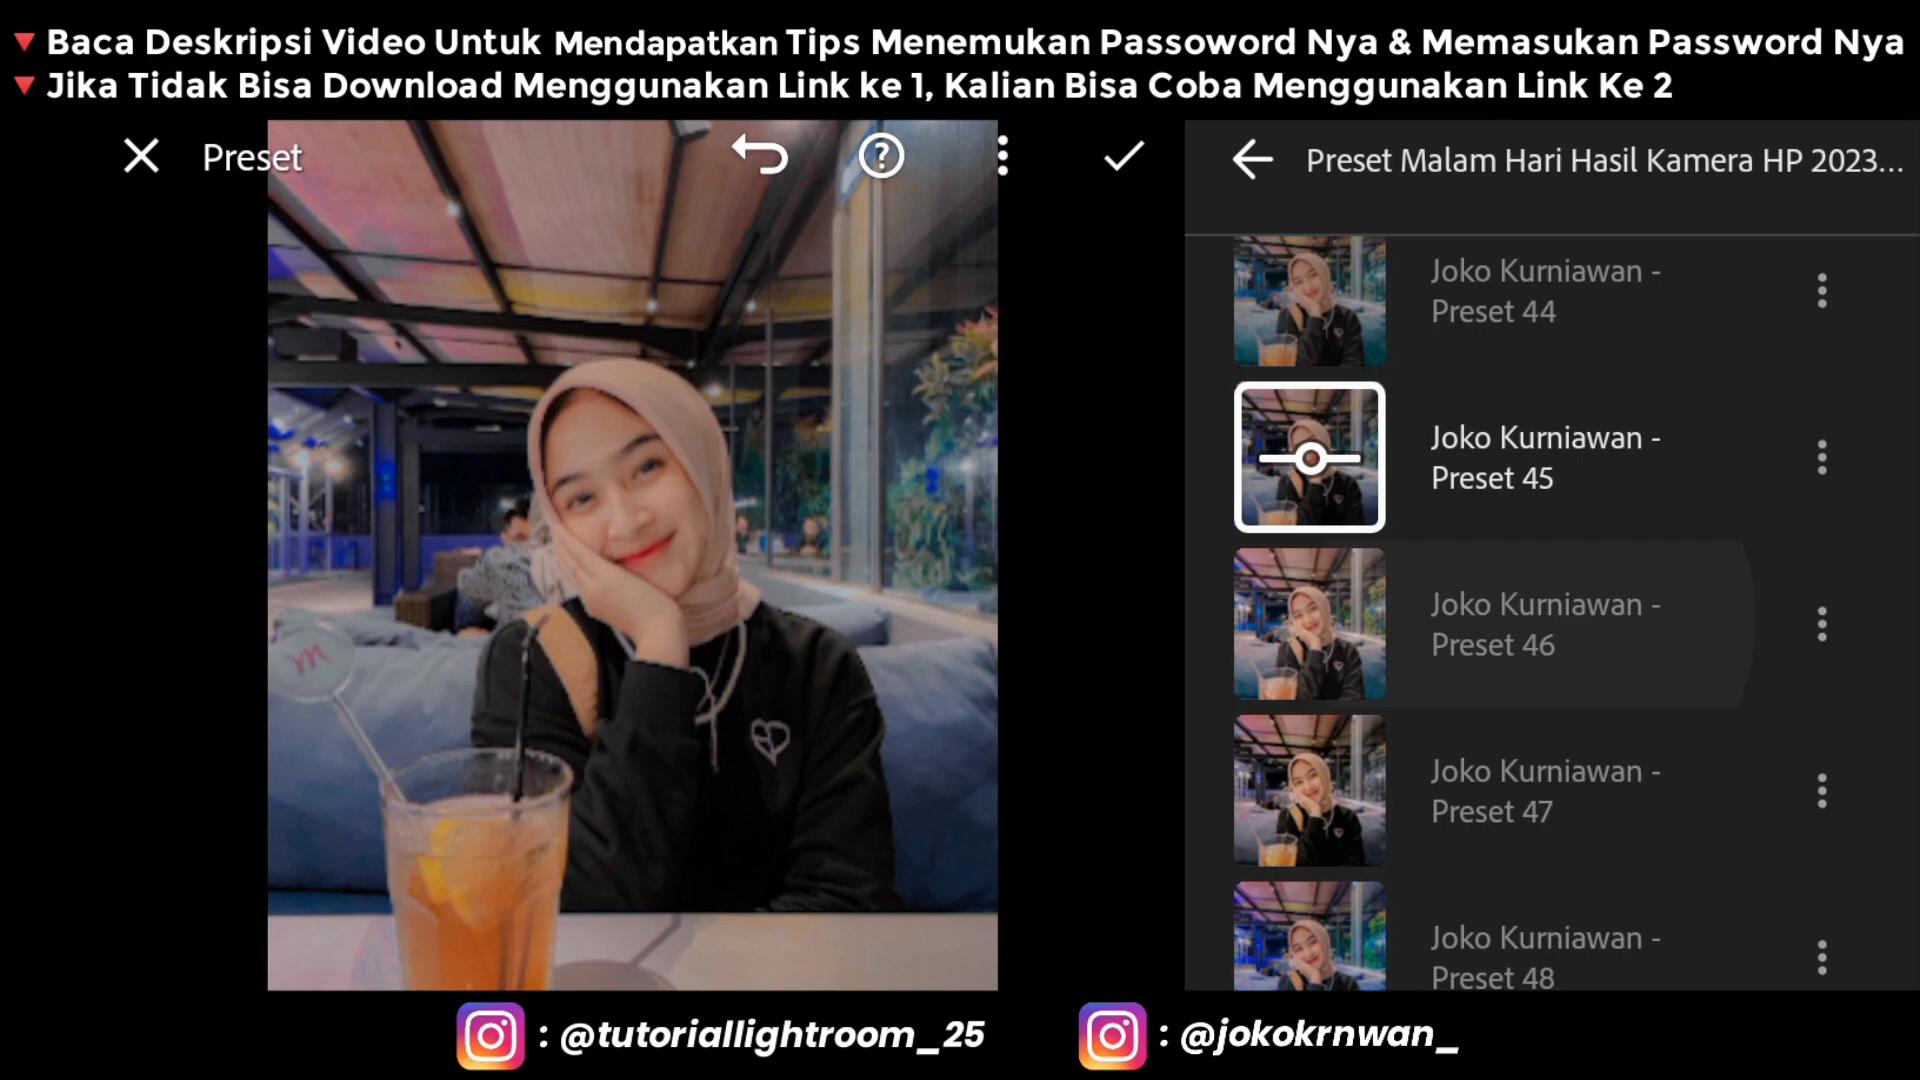 Baca Deskripsi Video Untuk Mendapatkan Tips Menemukan Passoword Nya & Memasukan Password Nya
Jika Tidak Bisa Download Menggunakan Link ke 1, Kalian Bisa Coba Menggunakan Link Ke 2
Preset
Preset Malam Hari Hasil Kamera HP 2023...
Joko Kurniawan -
Preset 44
Joko Kurniawan -
Preset 45
Joko Kurniawan -
Preset 46
Joko Kurniawan -
Preset 47
Joko Kurniawan -
Preset 48
m
: @tutoriallightroom_25
: @jokokrnwan_